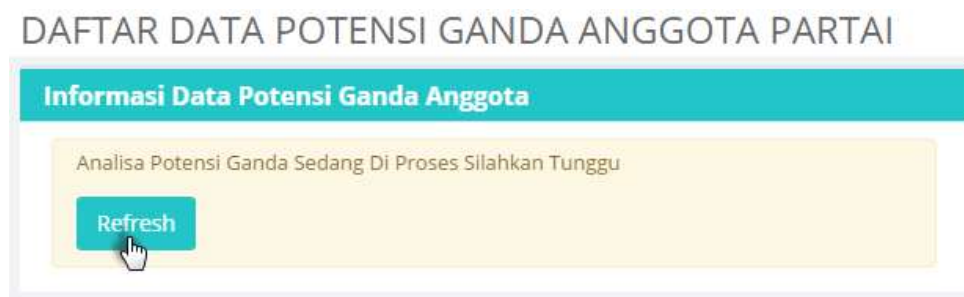 DAFTAR DATA POTENSI GANDA ANGGOTA PARTAI
Informasi Data Potensi Ganda Anggota
Analisa Potensi Ganda Sedang Di Proses Silahkan Tunggu
Refresh